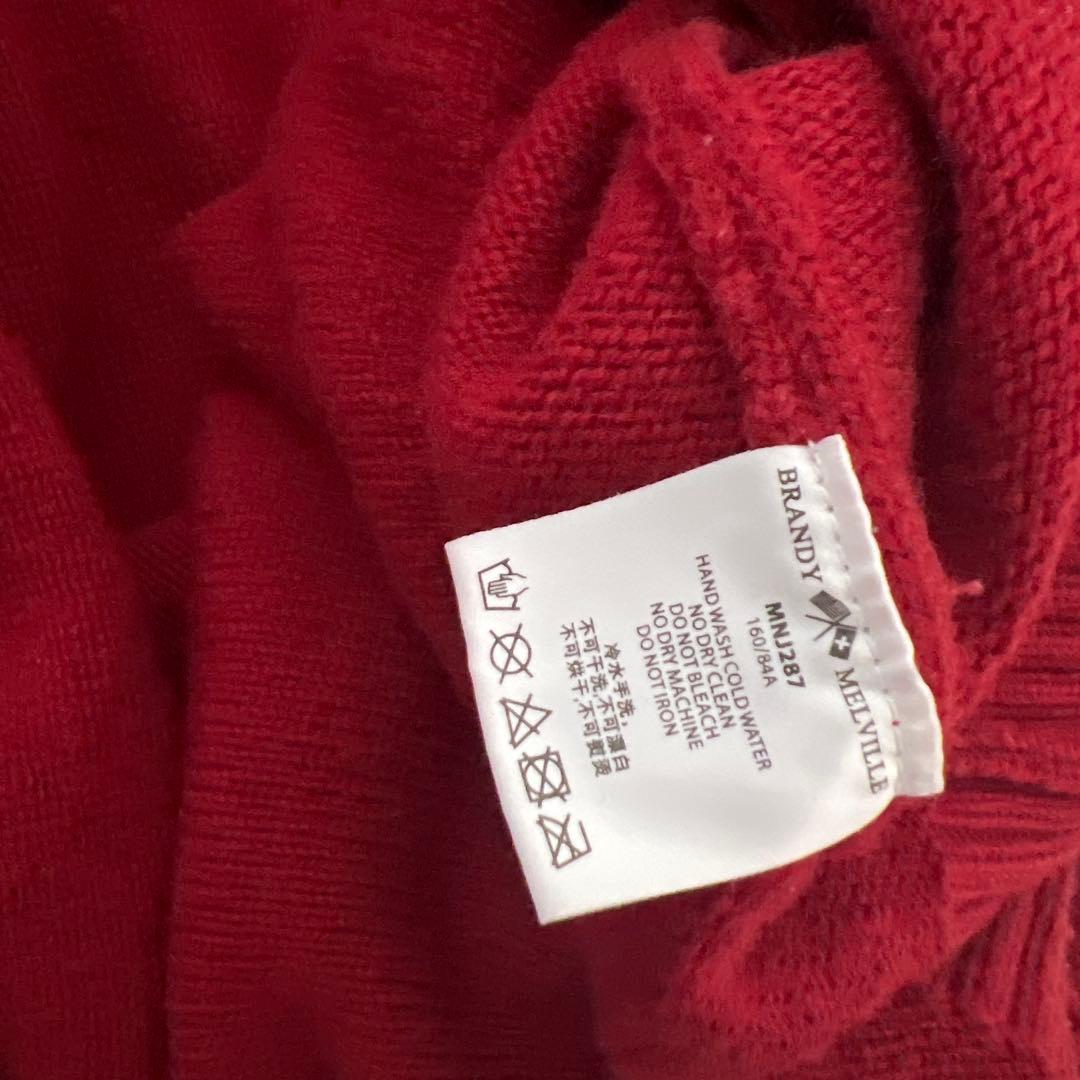 BRANDY MELVILLE
MNJ287
160/84A
HAND WASH COLD WATER
NO DRY CLEAN
DO NOT BLEACH
NO DRY MACHINE
DO NOT IRON
冷水手洗,
不可干洗,不可漂白
不可烘干,不可熨烫